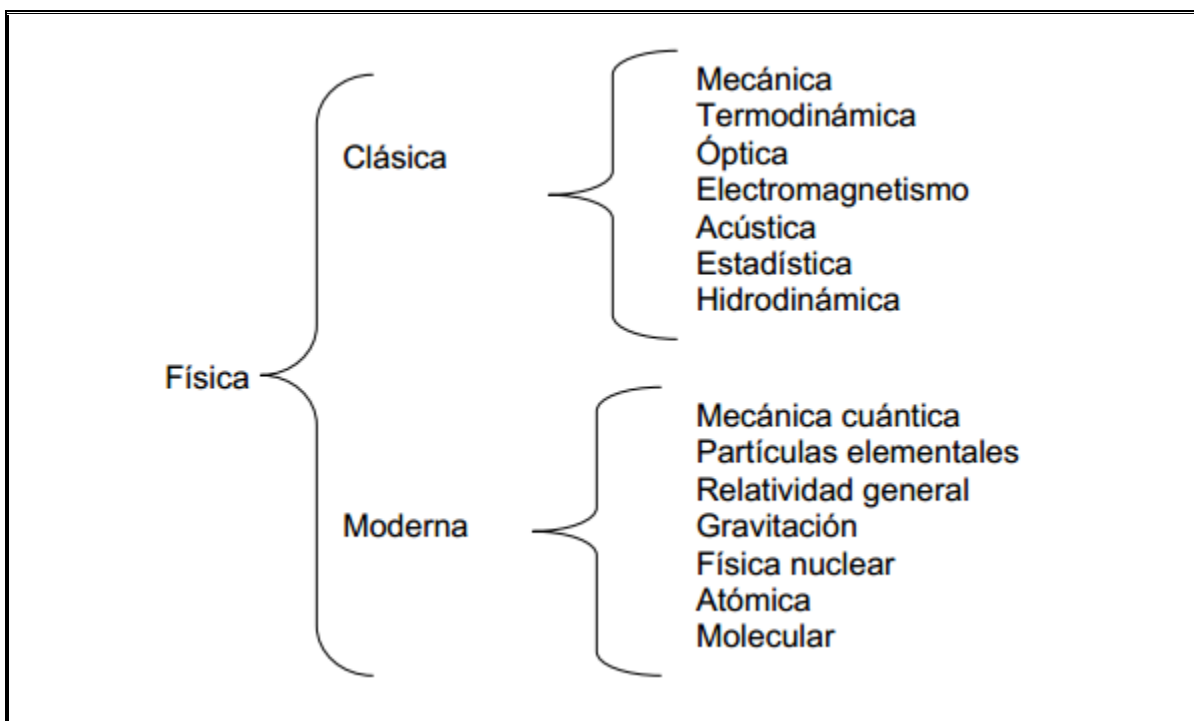 Física
Clásica
Mecánica
Termodinámica
Óptica
Electromagnetismo
Acústica
Estadística
Hidrodinámica
Moderna
Mecánica cuántica
Partículas elementales
Relatividad general
Gravitación
Física nuclear
Atómica
Molecular